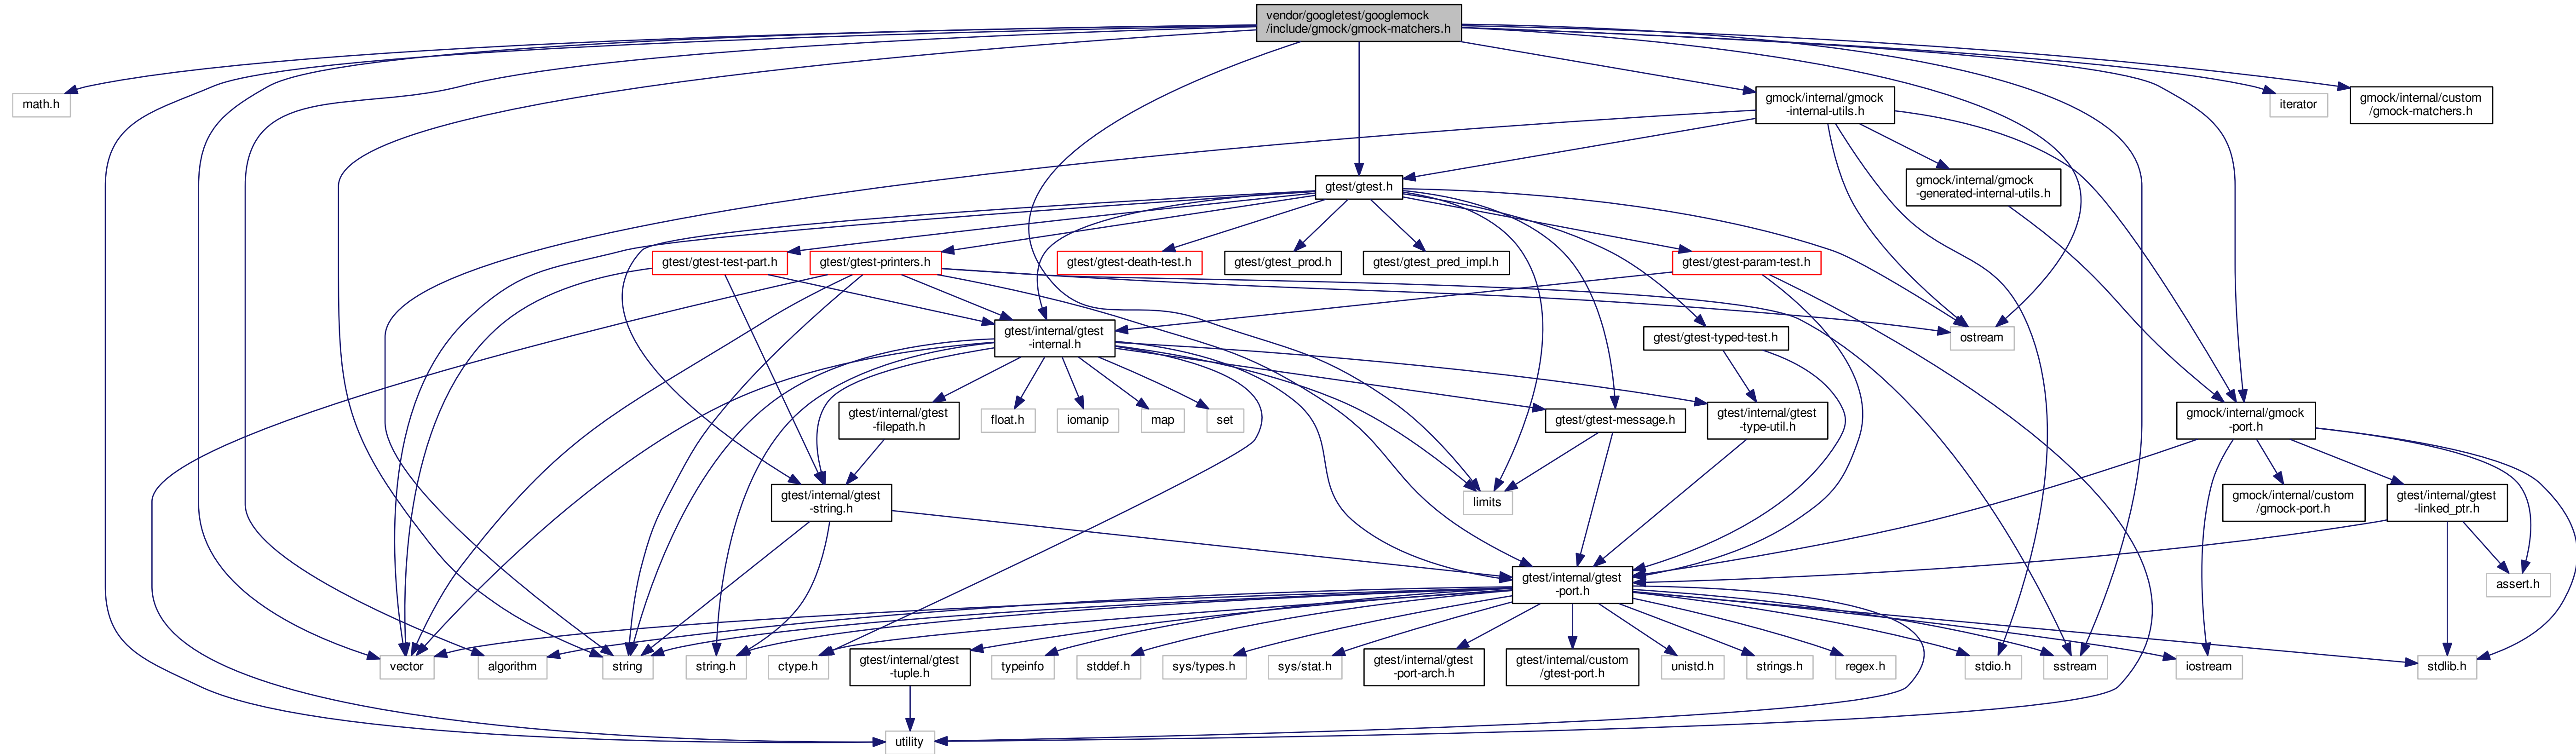 vendor/googletest/googlemock
/include/gmock/gmock-matchers.h
math.h
gmock/internal/gmock
-internal-utils.h
iterator
gmock/internal/custom
/gmock-matchers.h
gtest/gtest.h
gmock/internal/gmock
-generated-internal-utils.h
gtest/gtest-test-part.h
gtest/gtest-printers.h
gtest/gtest-death-test.h
gtest/gtest_prod.h
gtest/gtest_pred_impl.h
gtest/gtest-param-test.h
gtest/internal/gtest
-internal.h
gtest/gtest-typed-test.h
ostream
gtest/internal/gtest
-filepath.h
float.h
iomanip
map
set
gtest/gtest-message.h
gtest/internal/gtest
-type-util.h
gmock/internal/gmock
-port.h
gtest/internal/gtest
-string.h
limits
gmock/internal/custom
/gmock-port.h
gtest/internal/gtest
-linked_ptr.h
gtest/internal/gtest
-port.h
assert.h
vector
algorithm
string
string.h
ctype.h
gtest/internal/gtest
-tuple.h
typeinfo
stddef.h
sys/types.h
sys/stat.h
gtest/internal/gtest
-port-arch.h
gtest/internal/custom
/gtest-port.h
unistd.h
strings.h
regex.h
stdio.h
sstream
iostream
stdlib.h
utility